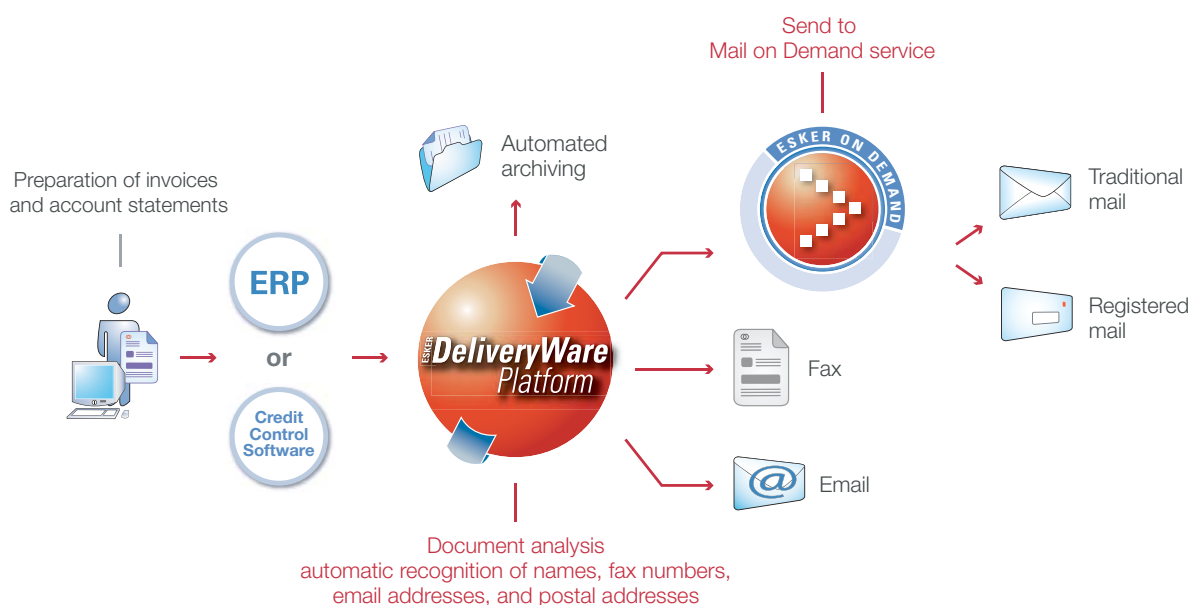 Send to
Mail on Demand service
ESKER ON DEMAND
Automated
archiving
Preparation of invoices
and account statements
Traditional
mail
ERP
or
Credit
Control
Software
ESKER DeliveryWare
Platform
Registered
mail
Fax
@
Email
Document analysis
automatic recognition of names, fax numbers,
email addresses, and postal addresses